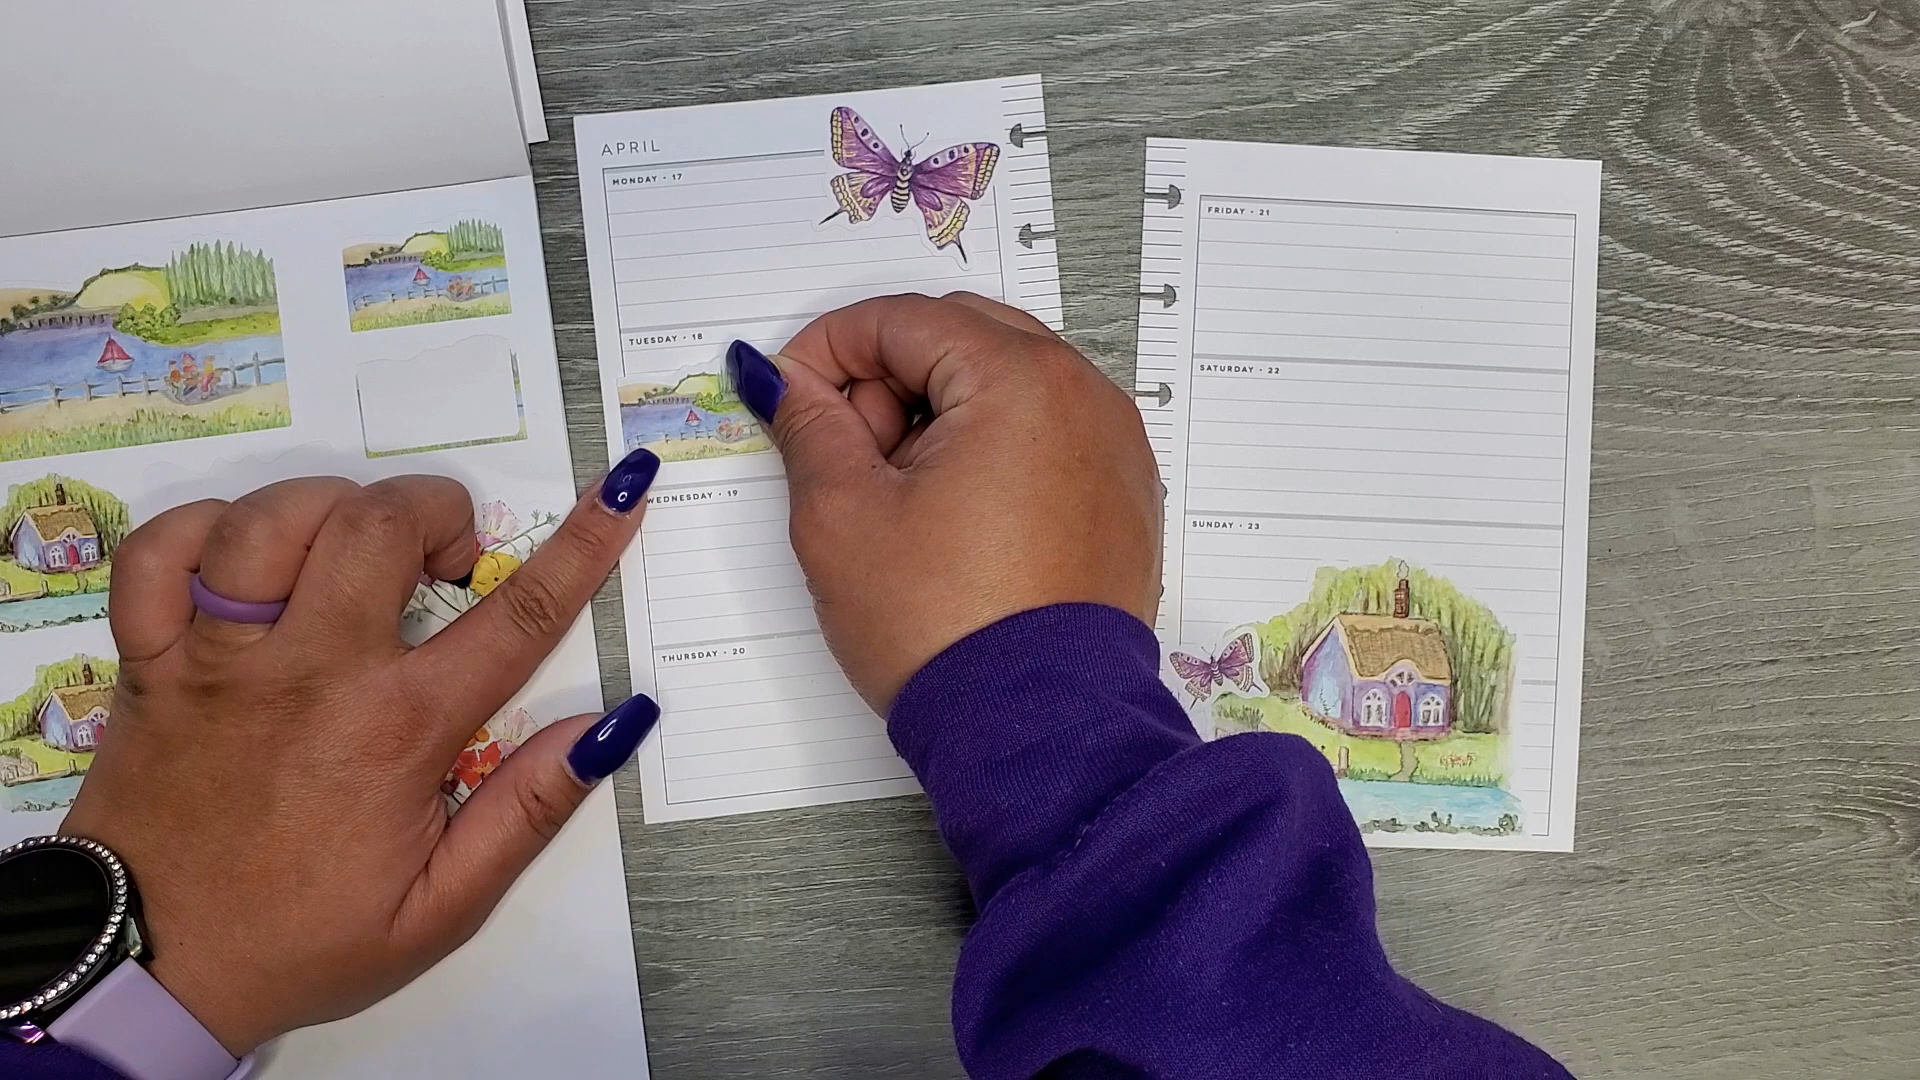 APRIL
MONDAY • 17
TUESDAY • 18
WEDNESDAY • 19
THURSDAY • 20
FRIDAY • 21
SATURDAY • 22
SUNDAY • 23